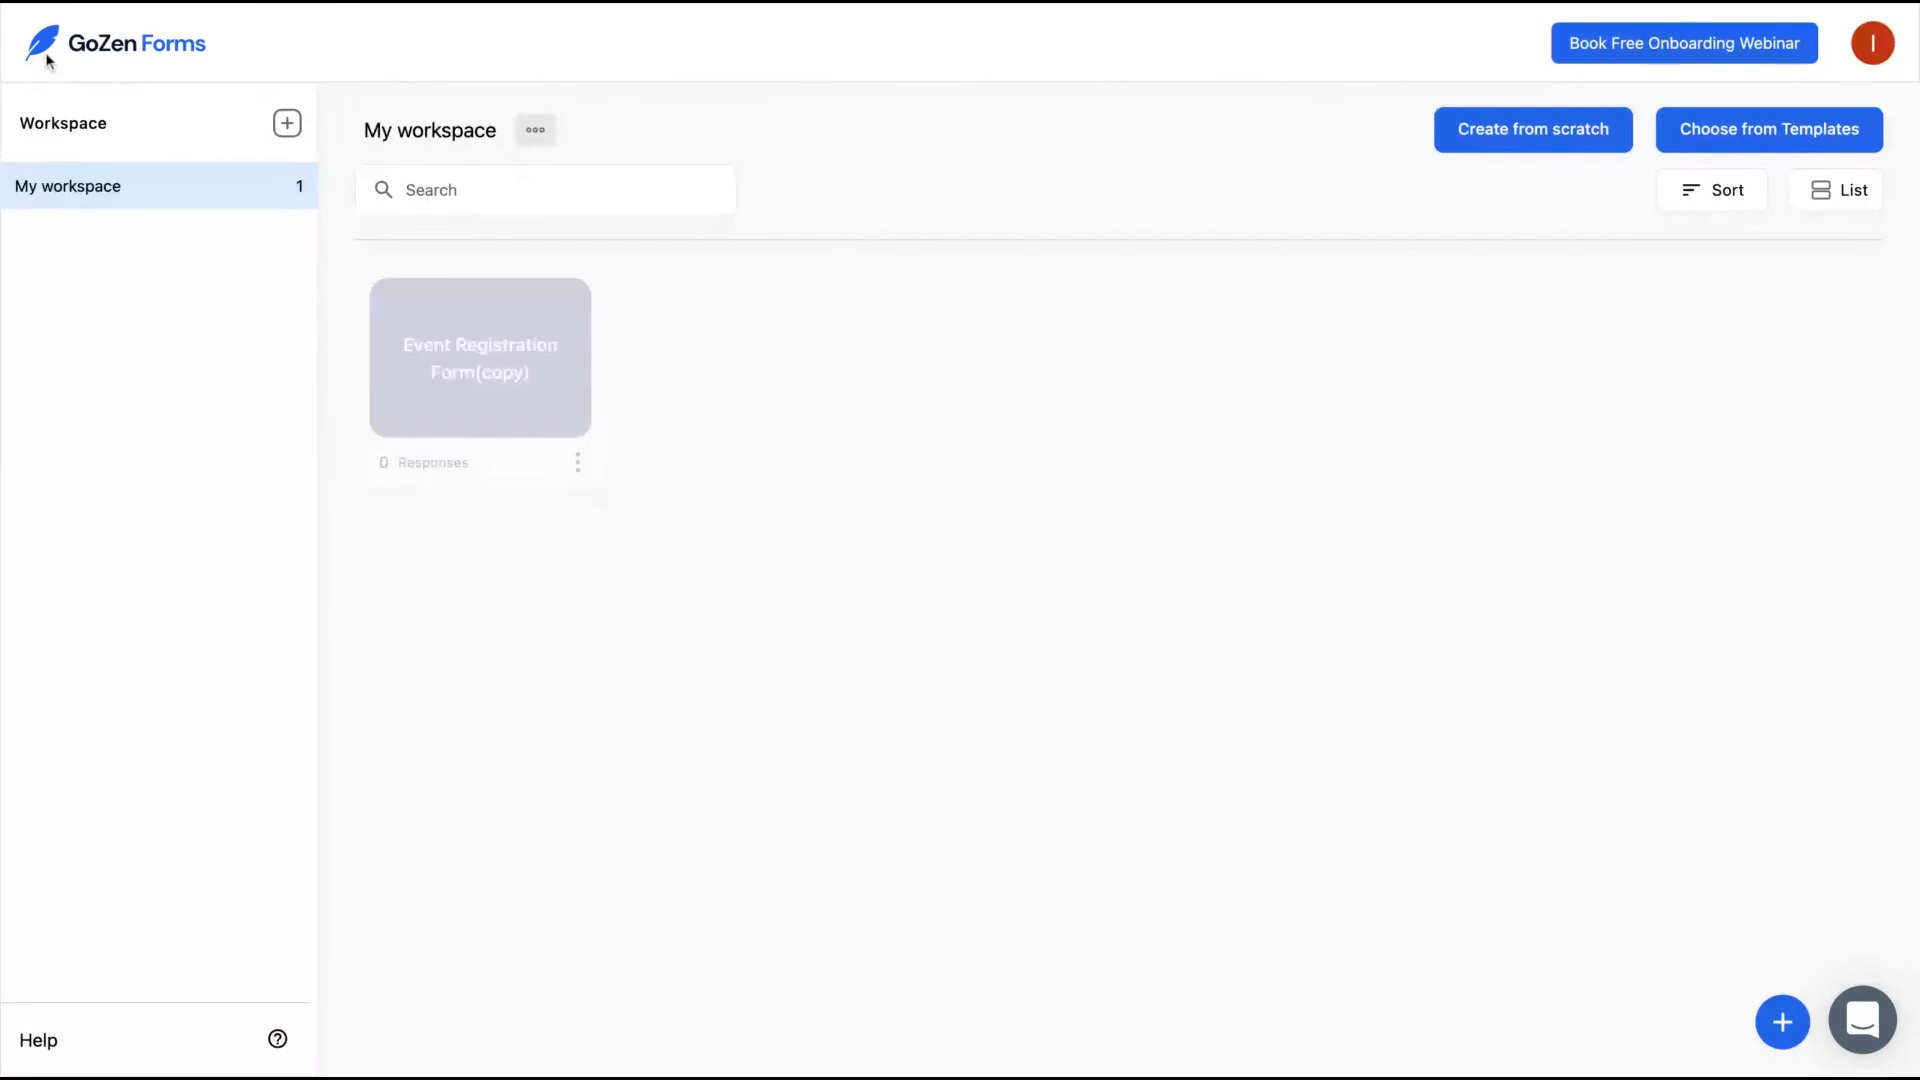 GoZen Forms
Book Free Onboarding Webinar
I
Workspace
My workspace
Create from scratch
Choose from Templates
My workspace 1
Search
Sort
List
Event Registration
Form(copy)
0 Responses
Help